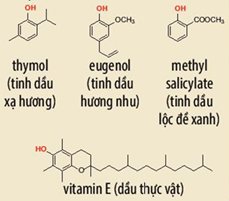 OH
OH
OCH₃
OH
COOCH₃
thymol
(tinh dầu
xạ hương)
eugenol
(tinh dầu
hương nhu)
methyl
salicylate
(tinh dầu
lộc đề xanh)
HO
O
vitamin E (dầu thực vật)